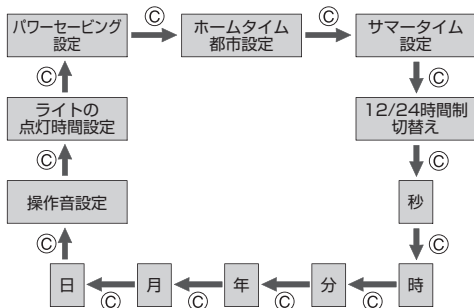 パワーセービング
設定
Ⓒ
ホームタイム
都市設定
Ⓒ
サマータイム
設定
Ⓒ
Ⓒ
ライトの
点灯時間設定
12/24時間制
切替え
Ⓒ
Ⓒ
操作音設定
秒
Ⓒ
Ⓒ
日
Ⓒ
月
Ⓒ
年
Ⓒ
分
Ⓒ
時